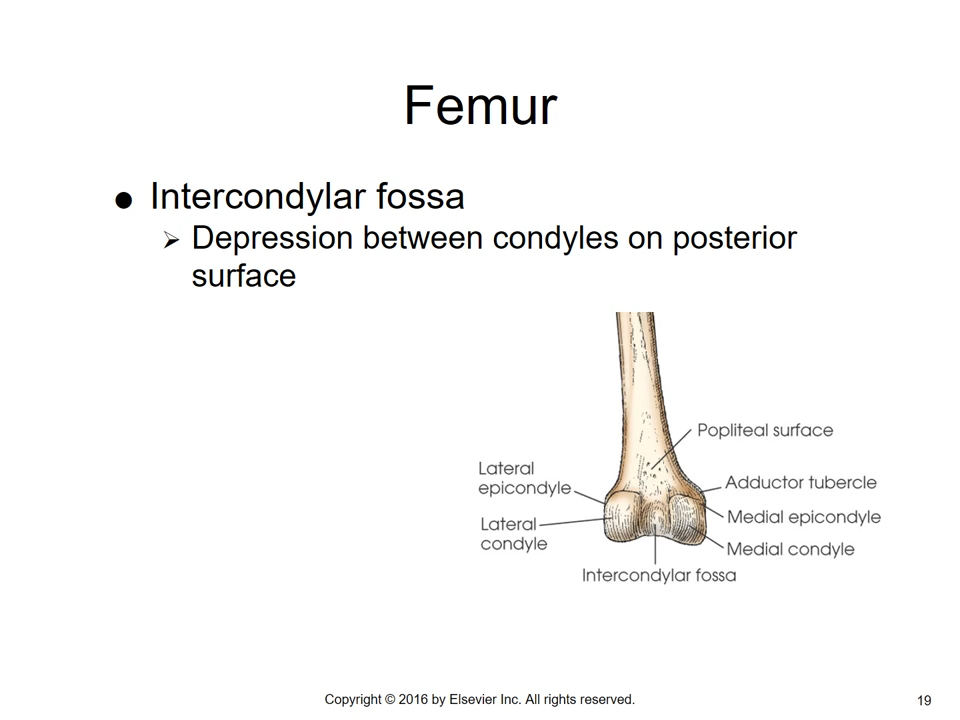 Femur
● Intercondylar fossa
➢ Depression between condyles on posterior
surface
Popliteal surface
Lateral
epicondyle
Adductor tubercle
Lateral
condyle
Medial epicondyle
Medial condyle
Intercondylar fossa
Copyright © 2016 by Elsevier Inc. All rights reserved.
19